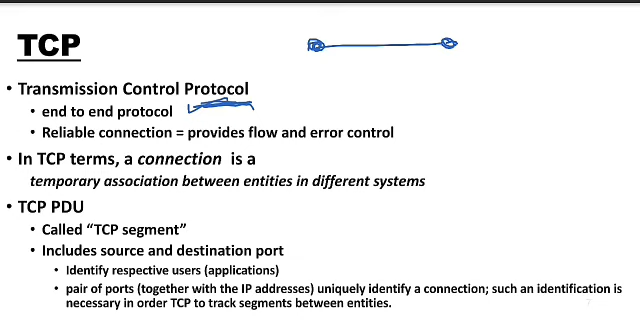 TCP
• Transmission Control Protocol
• end to end protocol
• Reliable connection = provides flow and error control
• In TCP terms, a connection is a
temporary association between entities in different systems
• TCP PDU
• Called “TCP segment”
• Includes source and destination port
• Identify respective users (applications)
• pair of ports (together with the IP addresses) uniquely identify a connection; such an identification is
necessary in order TCP to track segments between entities.
7